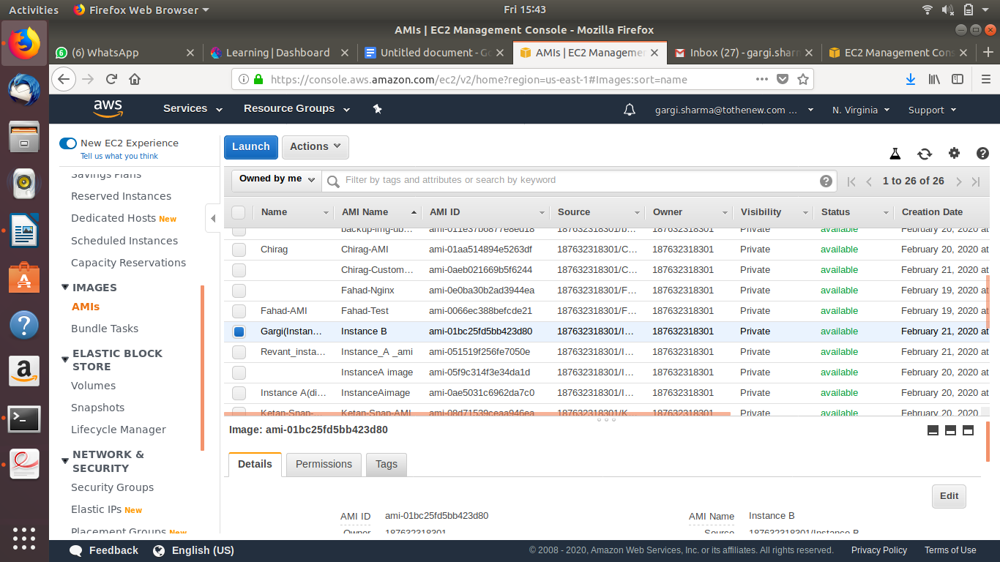 Activities Firefox Web Browser Fri 15:43
AMIs | EC2 Management Console - Mozilla Firefox
(6) WhatsApp Learning | Dashboard Untitled document - Go AMIs | EC2 Manageme Inbox (27) - gargi.shar EC2 Management Con
https://console.aws.amazon.com/ec2/v2/home?region=us-east-1#Images:sort=name
aws Services Resource Groups gargi.sharma@tothenew.com ... N. Virginia Support
New EC2 Experience
Tell us what you think
Savings Plans
Reserved Instances
Dedicated Hosts New
Scheduled Instances
Capacity Reservations
IMAGES
AMIs
Bundle Tasks
ELASTIC BLOCK
STORE
Volumes
Snapshots
Lifecycle Manager
NETWORK &
SECURITY
Security Groups
Elastic IPs New
Placement Groups New
Launch Actions
Owned by me Filter by tags and attributes or search by keyword 1 to 26 of 26
Name AMI Name AMI ID Source Owner Visibility Status Creation Date
backup-img-ub... ami-011e37b6877e8ed18 187632318301/b... 187632318301 Private available February 20, 2020 at
Chirag Chirag-AMI ami-01aa514894e5263df 187632318301/C... 187632318301 Private available February 20, 2020 at
Chirag-Custom... ami-0aeb021669b5f6244 187632318301/C... 187632318301 Private available February 21, 2020 at
Fahad-Nginx ami-0e0ba30b2ad3944ea 187632318301/F... 187632318301 Private available February 19, 2020 at
Fahad-AMI Fahad-Test ami-0066ec388befcde21 187632318301/F... 187632318301 Private available February 19, 2020 at
Gargi(Instan... Instance B ami-01bc25fd5bb423d80 187632318301/I... 187632318301 Private available February 21, 2020 at
Revant_insta... Instance_A _ami ami-051519f256fe7050e 187632318301/I... 187632318301 Private available February 21, 2020 at
InstanceA image ami-05f9c314f3e34da1d 187632318301/I... 187632318301 Private available February 20, 2020 at
Instance A(di... InstanceAimage ami-0ae5031c6962da7c0 187632318301/I... 187632318301 Private available February 20, 2020 at
Ketan-Snap-... Ketan-Snap-AMI ami-08d71539ceaa946ea 187632318301/K... 187632318301 Private available February 20, 2020
Image: ami-01bc25fd5bb423d80
Details Permissions Tags
Edit
AMI ID ami-01bc25fd5bb423d80 AMI Name Instance B
Owner 187632318301 Source 187632318301/Instance B
Feedback English (US) © 2008 - 2020, Amazon Web Services, Inc. or its affiliates. All rights reserved. Privacy Policy Terms of Use